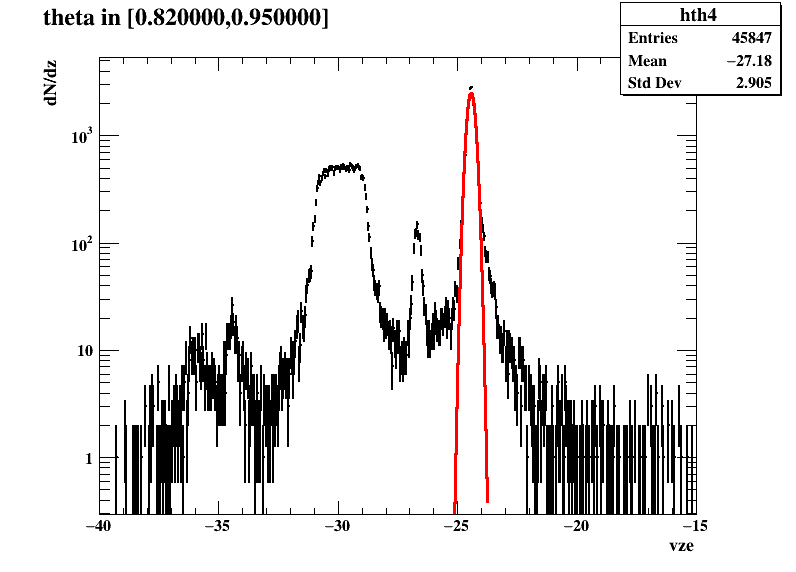 theta in [0.820000,0.950000]
hth4
Entries 45847
Mean −27.18
Std Dev 2.905
dN/dz
10³
10²
10
1
−40 −35 −30 −25 −20 −15
vze